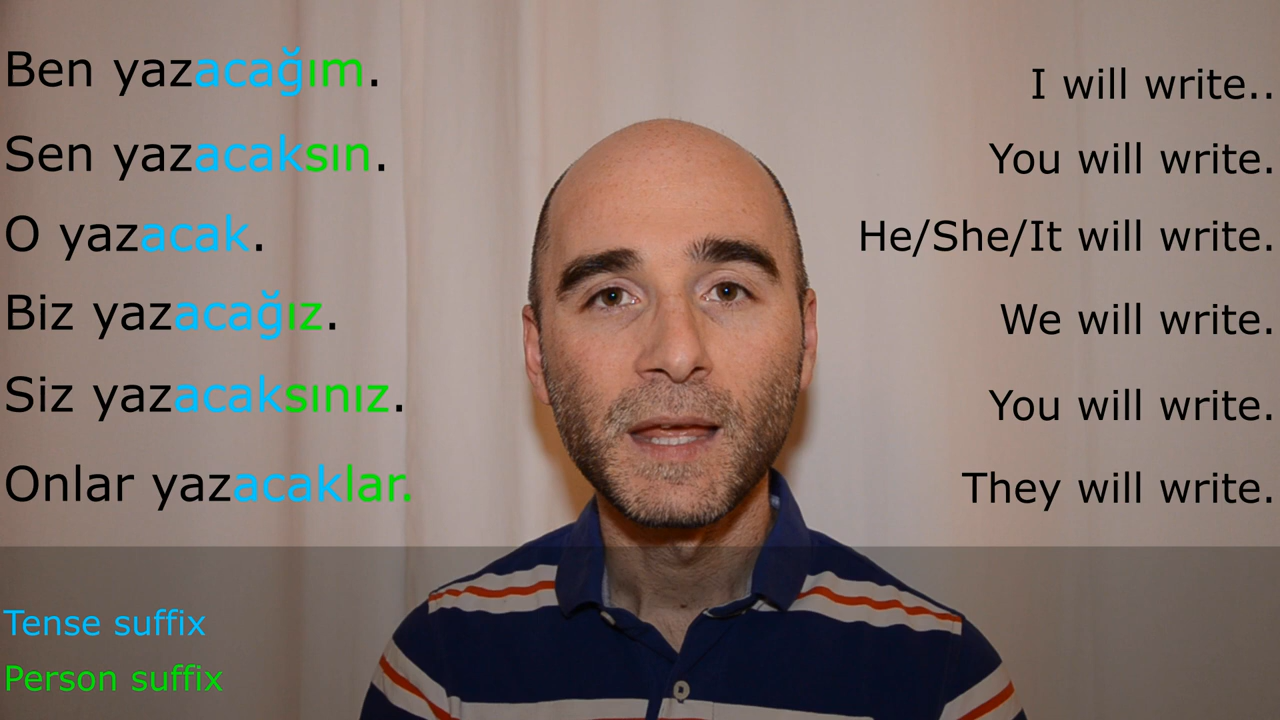 Ben yazacağım.
I will write..
Sen yazacaksın.
You will write.
O yazacak.
He/She/It will write.
Biz yazacağız.
We will write.
Siz yazacaksınız.
You will write.
Onlar yazacaklar.
They will write.
Tense suffix
Person suffix